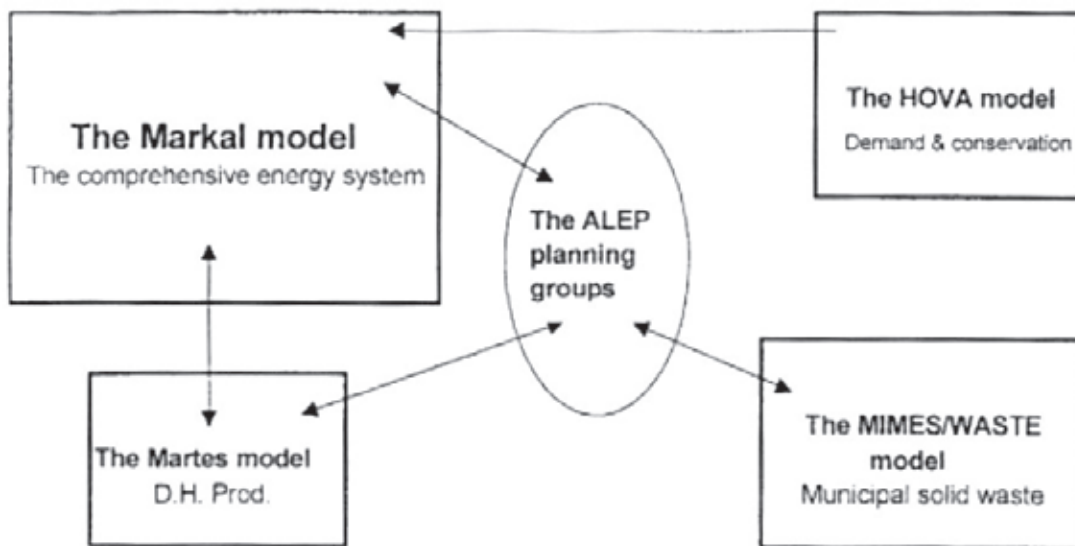 The Markal model
The comprehensive energy system
The HOVA model
Demand & conservation
The ALEP
planning
groups
The Martes model
D.H. Prod.
The MIMES/WASTE
model
Municipal solid waste